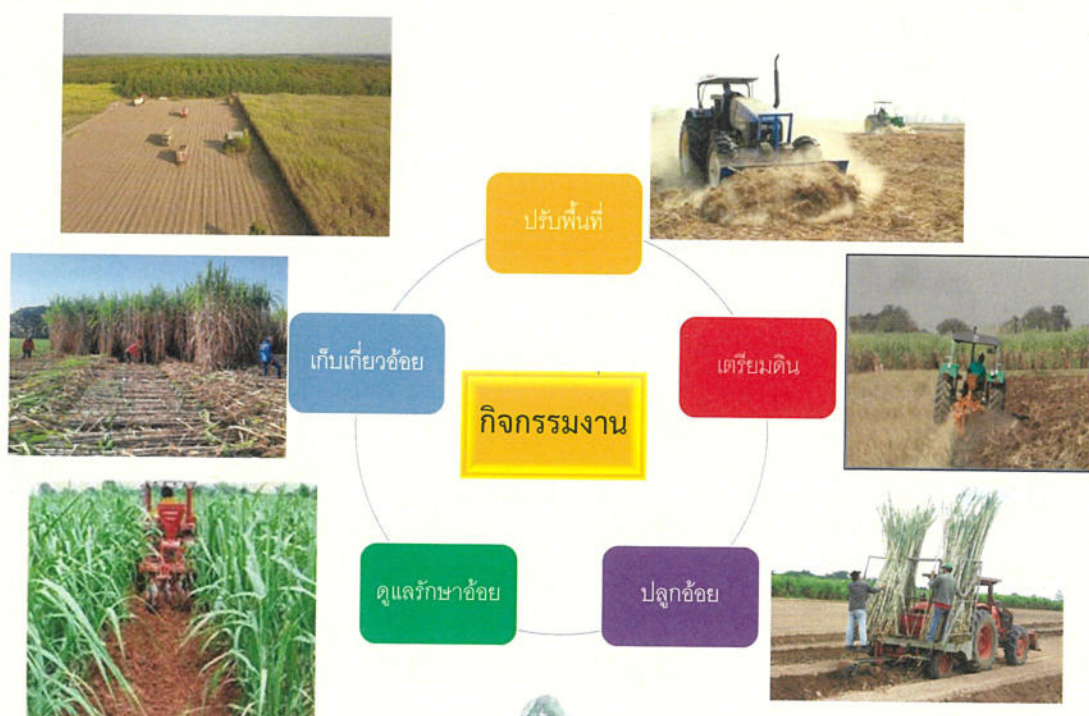 ปรับพื้นที่
เก็บเกี่ยวอ้อย
เตรียมดิน
กิจกรรมงาน
ดูแลรักษาอ้อย
ปลูกอ้อย